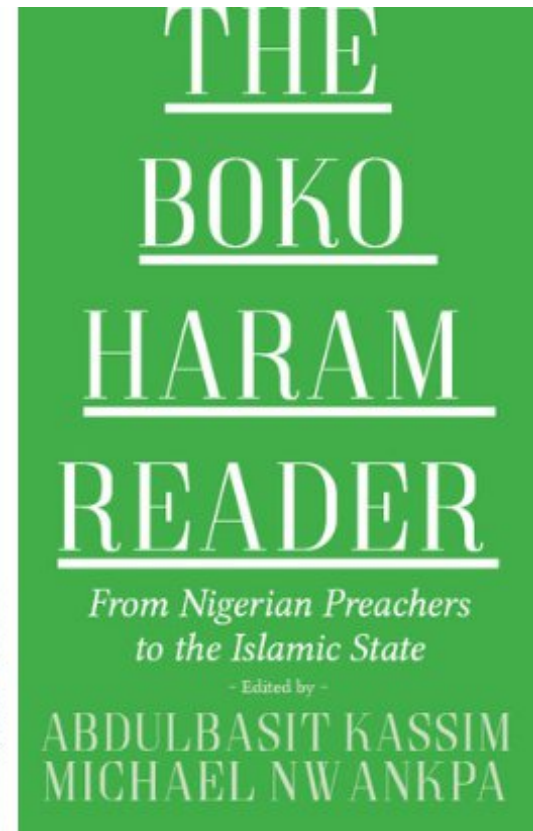 THE
BOKO
HARAM
READER
From Nigerian Preachers
to the Islamic State
- Edited by -
ABDULBASIT KASSIM
MICHAEL NWANKPA